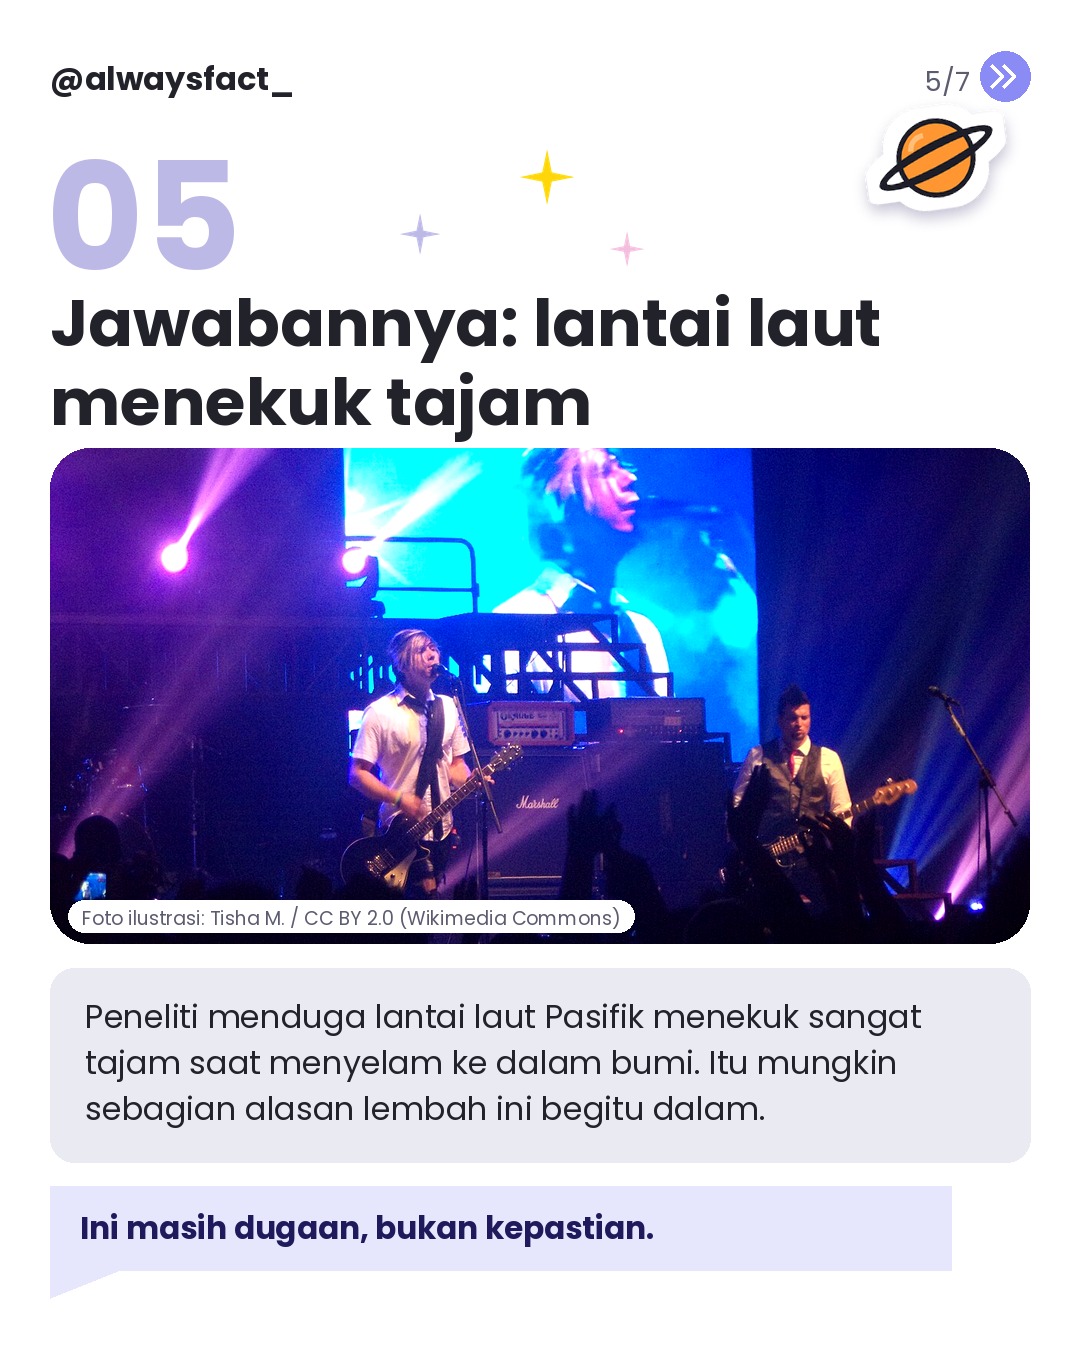 @alwaysfact_
5/7
05
Jawabannya: lantai laut
menekuk tajam
Marshall
Foto ilustrasi: Tisha M. / CC BY 2.0 (Wikimedia Commons)
Peneliti menduga lantai laut Pasifik menekuk sangat
tajam saat menyelam ke dalam bumi. Itu mungkin
sebagian alasan lembah ini begitu dalam.
Ini masih dugaan, bukan kepastian.